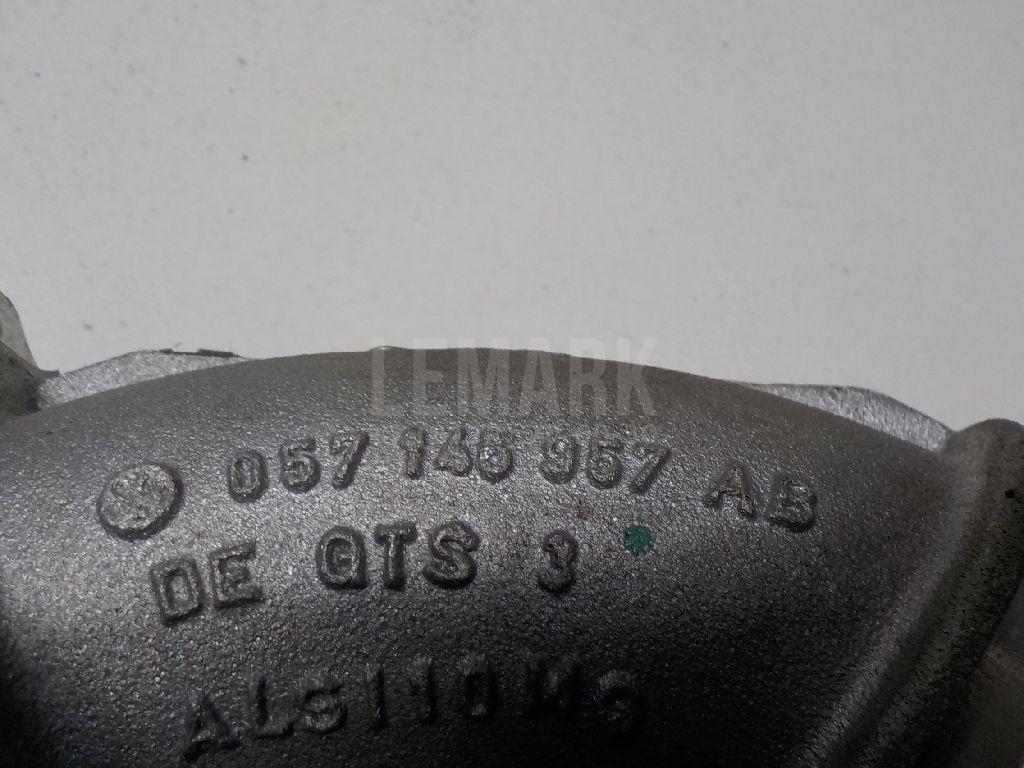 LEMARK
057 145 957 AB
DE GTS 3
ALSi10MG